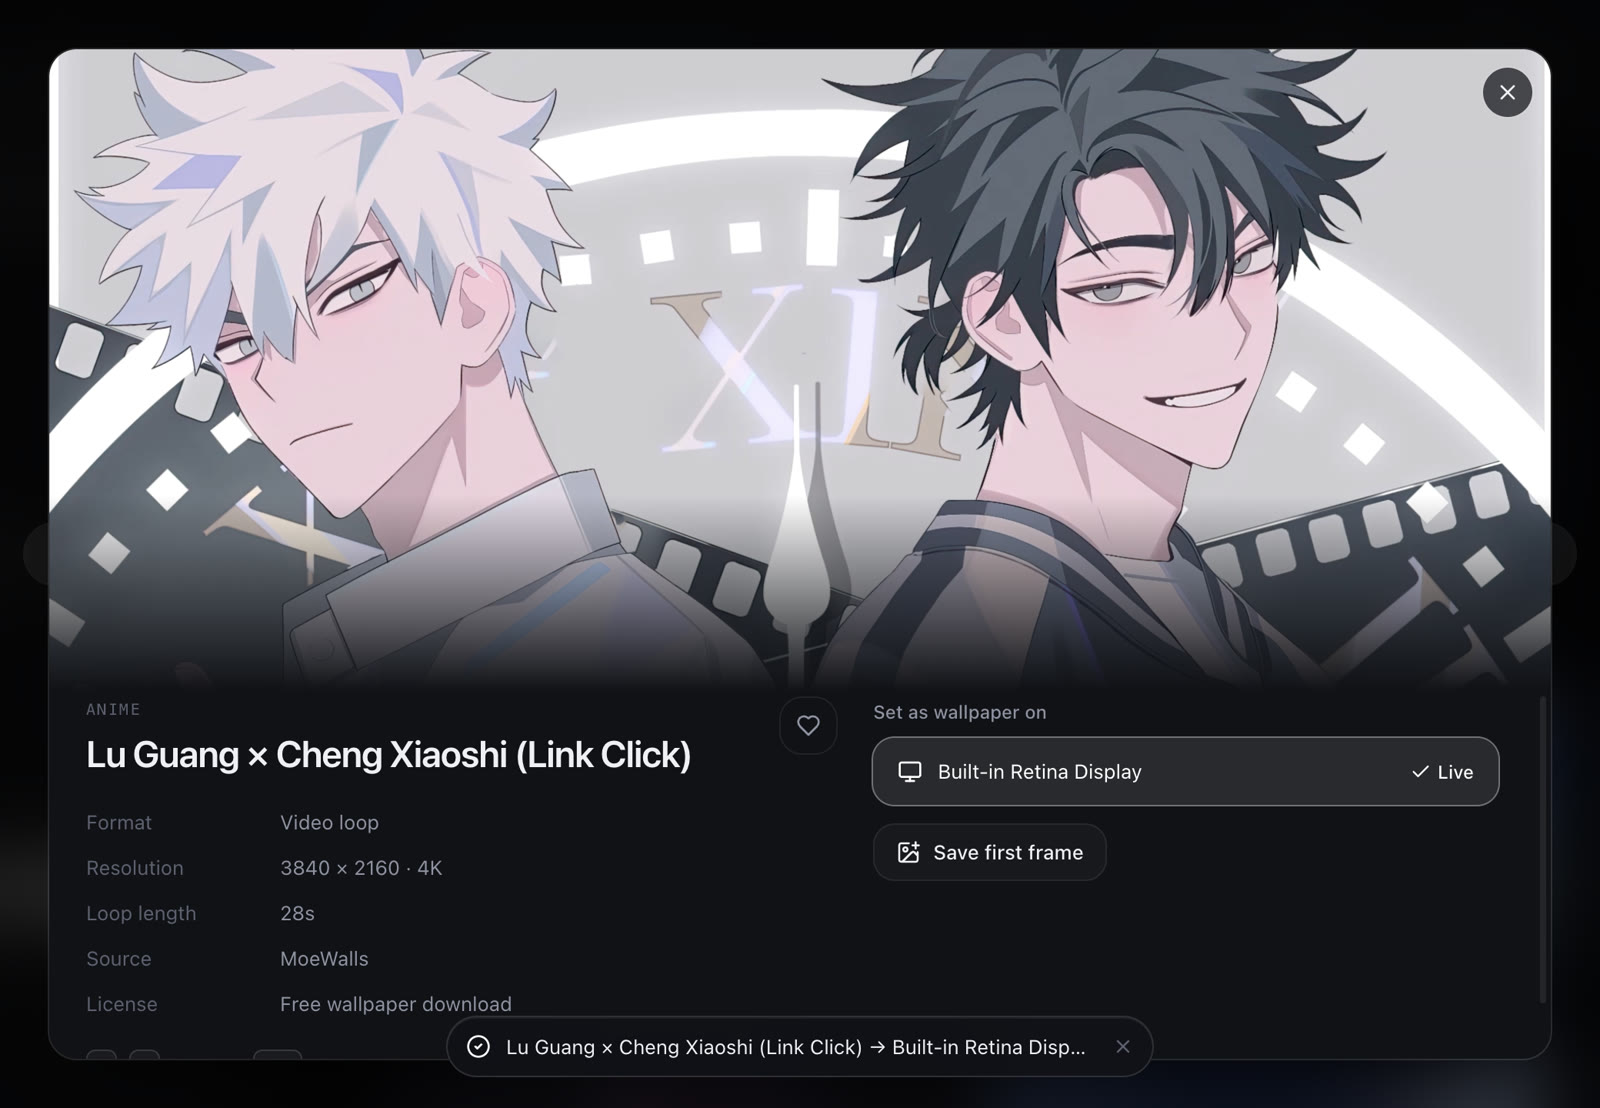 XII
X
ANIME
Lu Guang × Cheng Xiaoshi (Link Click)
Format Video loop
Resolution 3840 × 2160 · 4K
Loop length 28s
Source MoeWalls
License Free wallpaper download
Set as wallpaper on
Built-in Retina Display Live
Save first frame
Lu Guang × Cheng Xiaoshi (Link Click) → Built-in Retina Disp...